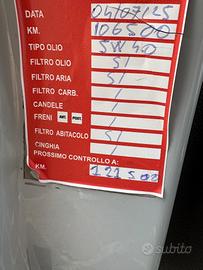 DATA 04/07/25
KM. 106500
TIPO OLIO 5W40
FILTRO OLIO SI
FILTRO ARIA SI
FILTRO CARB. /
CANDELE /
FRENI ANT. POST. /
FILTRO ABITACOLO SI
CINGHIA /
PROSSIMO CONTROLLO A:
KM. 121500
subito